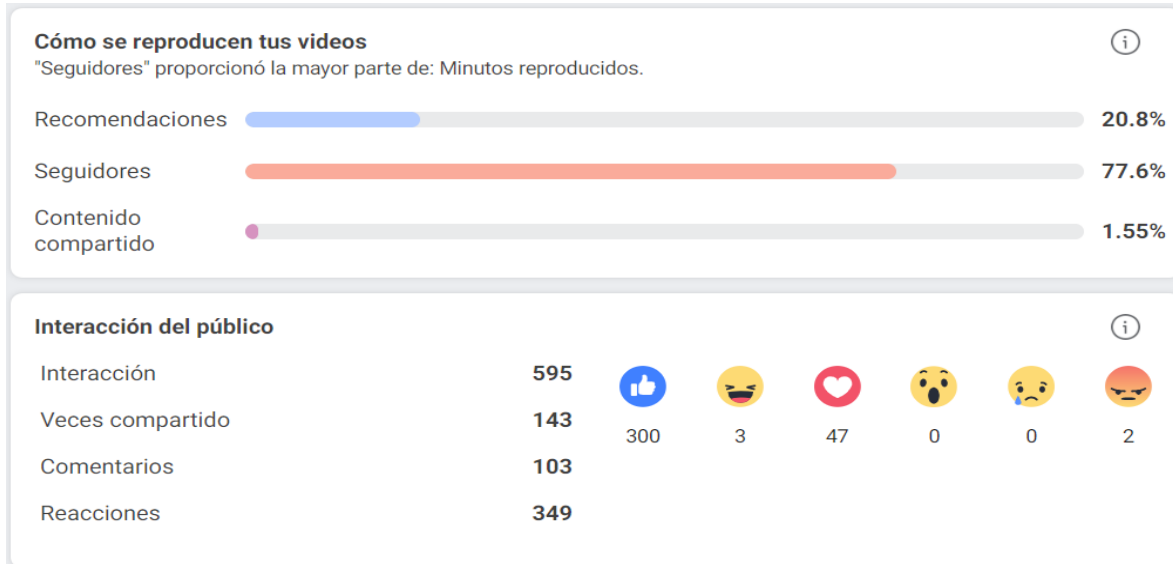 Cómo se reproducen tus videos
"Seguidores" proporcionó la mayor parte de: Minutos reproducidos.
Recomendaciones 20.8%
Seguidores 77.6%
Contenido
compartido 1.55%
Interacción del público
Interacción 595
Veces compartido 143
Comentarios 103
Reacciones 349
300 3 47 0 0 2